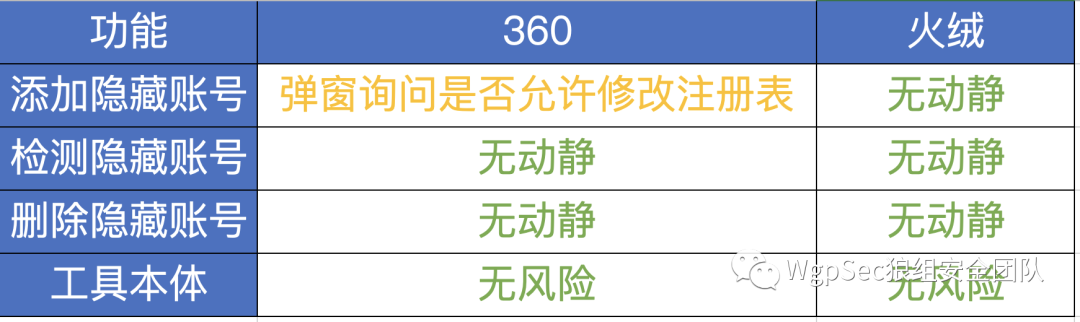 功能 360 火绒
添加隐藏账号 弹窗询问是否允许修改注册表 无动静
检测隐藏账号 无动静 无动静
删除隐藏账号 无动静 无动静
工具本体 无风险 无风险
WgpSec狼组安全团队